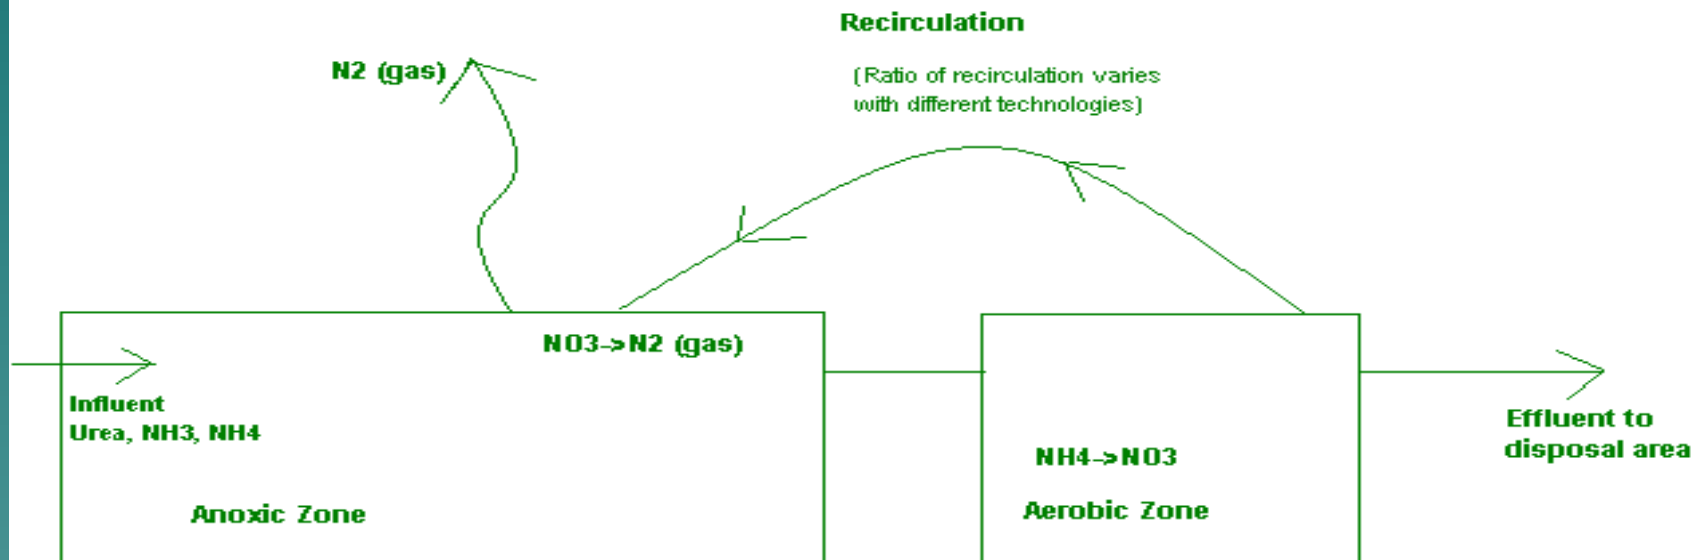 Recirculation
N2 (gas)
(Ratio of recirculation varies
with different technologies)
NO3->N2 (gas)
Influent
Urea, NH3, NH4
Effluent to
disposal area
NH4->NO3
Anoxic Zone
Aerobic Zone